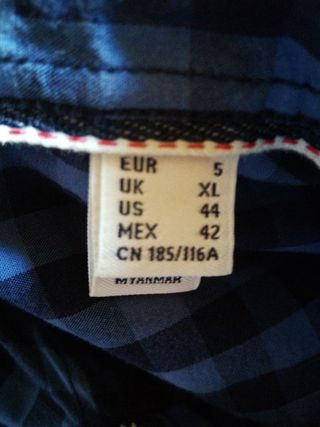 EUR 5
UK XL
US 44
MEX 42
CN 185/116A
MYANMAR